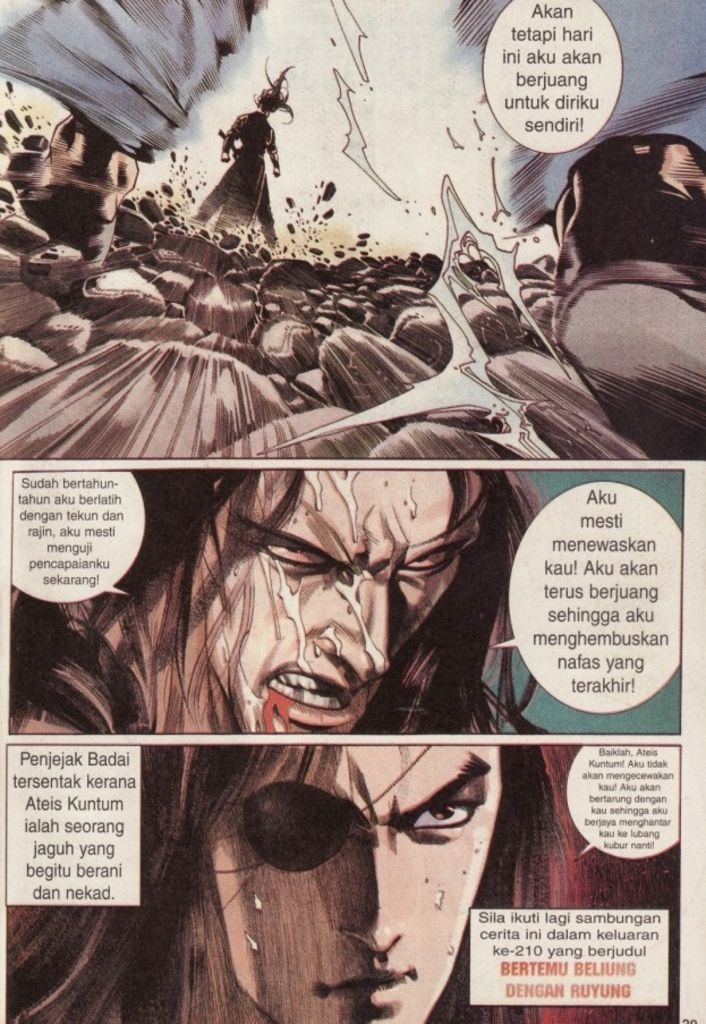 Akan
tetapi hari
ini aku akan
berjuang
untuk diriku
sendiri!
Sudah bertahun-
tahun aku berlatih
dengan tekun dan
rajin, aku mesti
menguji
pencapaianku
sekarang!
Aku
mesti
menewaskan
kau! Aku akan
terus berjuang
sehingga aku
menghembuskan
nafas yang
terakhir!
Penjejak Badai
tersentak kerana
Ateis Kuntum
ialah seorang
jaguh yang
begitu berani
dan nekad.
Baiklah, Ateis
Kuntum! Aku tidak
akan mengecewakan
kau! Aku akan
bertarung dengan
kau sehingga aku
berjaya menghantar
kau ke lubang
kubur nanti!
Sila ikuti lagi sambungan
cerita ini dalam keluaran
ke-210 yang berjudul
BERTEMU BELIUNG
DENGAN RUYUNG